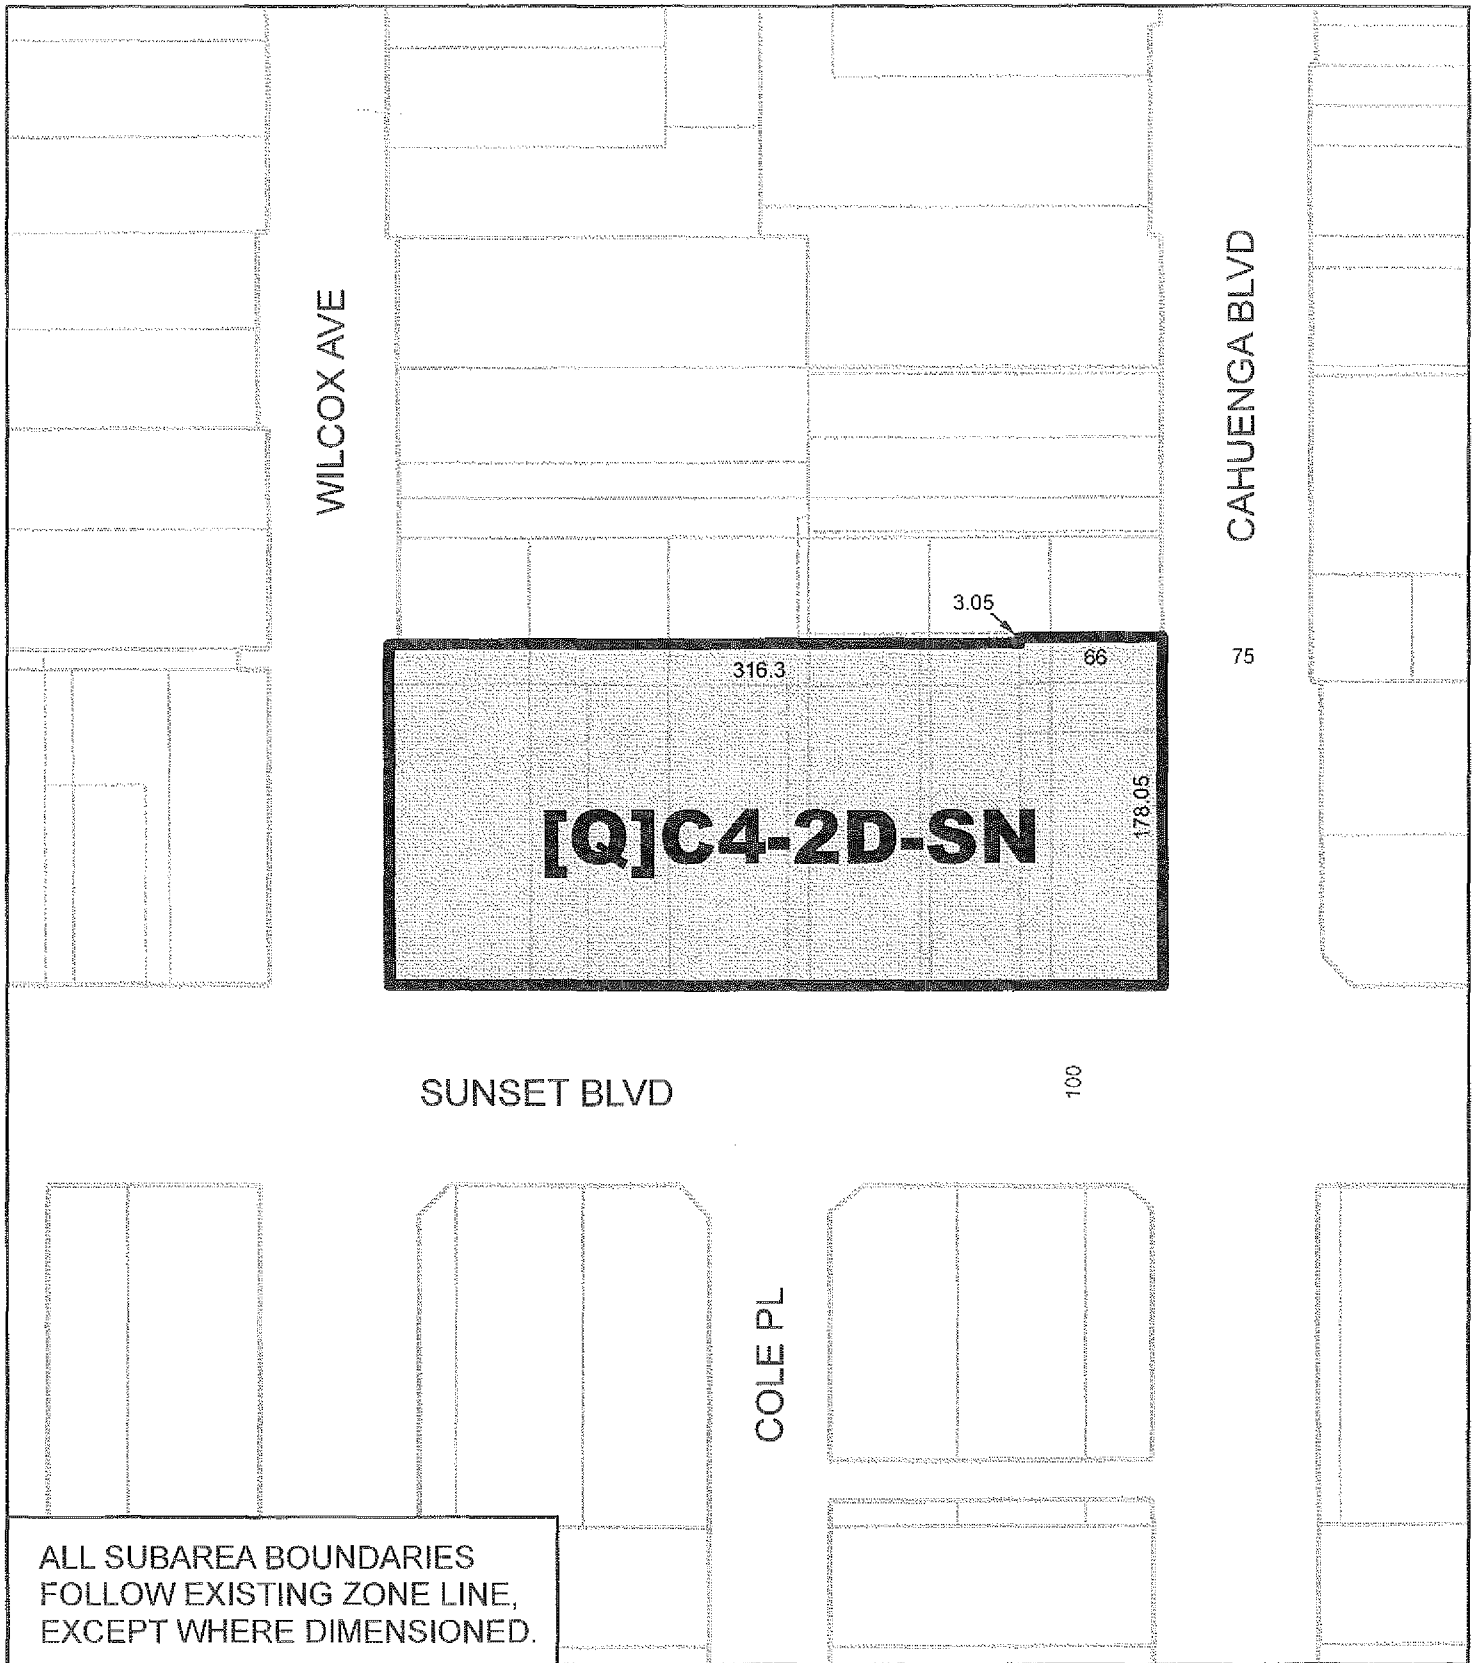 WILCOX AVE
CAHUENGA BLVD
3.05
316.3
66
75
178.05
[Q]C4-2D-SN
SUNSET BLVD
100
COLE PL
ALL SUBAREA BOUNDARIES
FOLLOW EXISTING ZONE LINE,
EXCEPT WHERE DIMENSIONED.